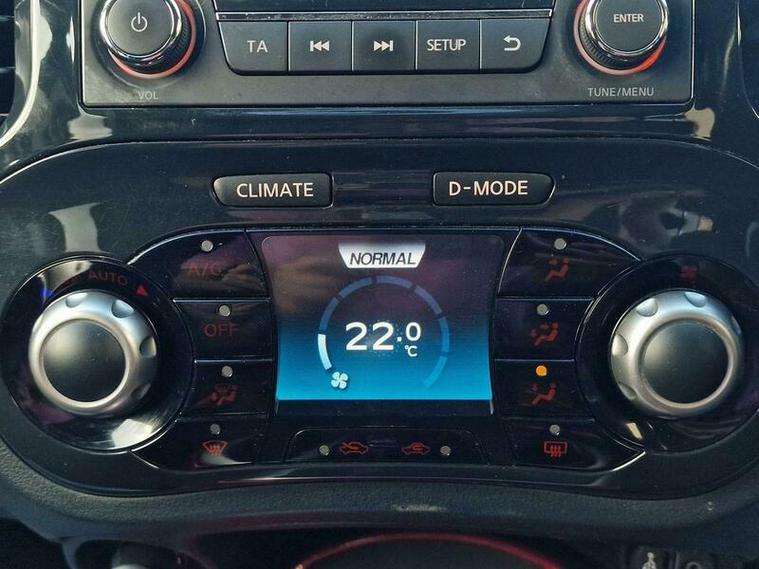 ENTER
TA
SETUP
VOL
TUNE/MENU
CLIMATE
D-MODE
NORMAL
A/C
AUTO
OFF
22.0
°C